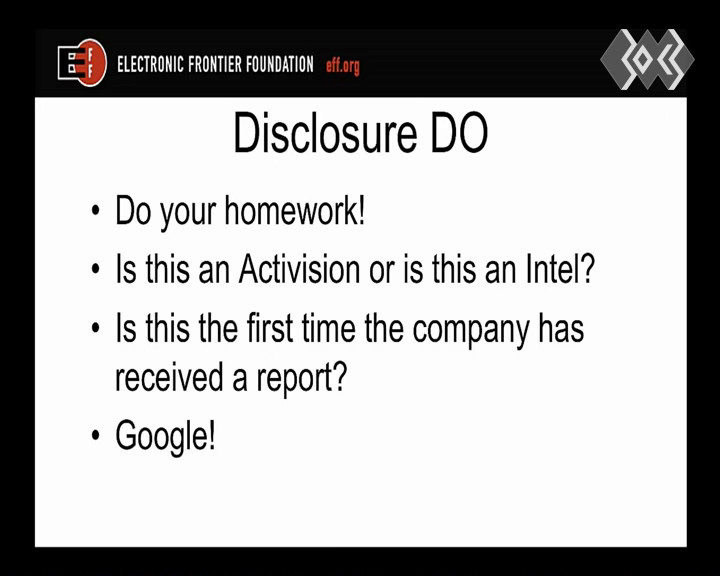 ELECTRONIC FRONTIER FOUNDATION eff.org
Disclosure DO
• Do your homework!
• Is this an Activision or is this an Intel?
• Is this the first time the company has
received a report?
• Google!